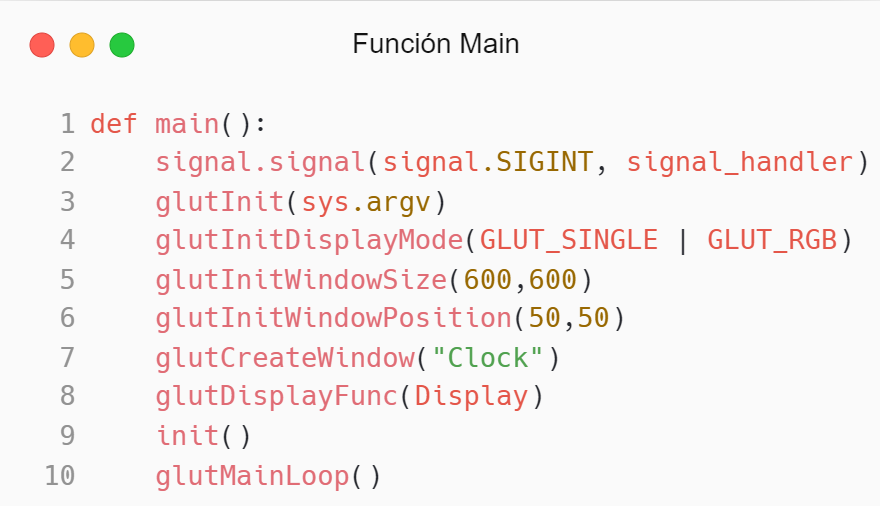 Función Main
1 def main():
2     signal.signal(signal.SIGINT, signal_handler)
3     glutInit(sys.argv)
4     glutInitDisplayMode(GLUT_SINGLE | GLUT_RGB)
5     glutInitWindowSize(600,600)
6     glutInitWindowPosition(50,50)
7     glutCreateWindow("Clock")
8     glutDisplayFunc(Display)
9     init()
10     glutMainLoop()